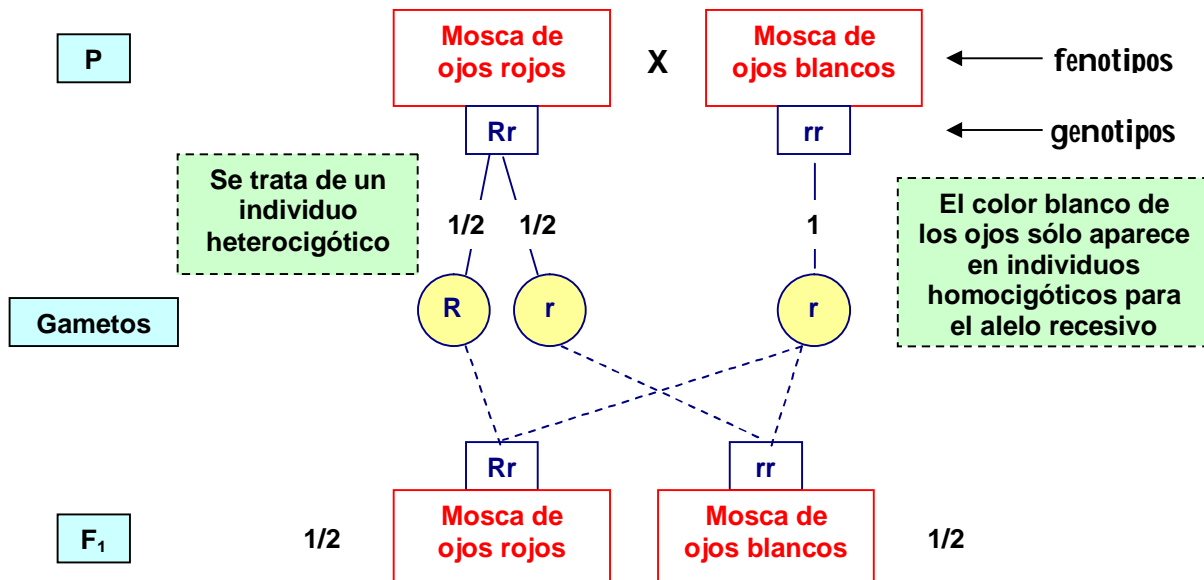 P
Mosca de
ojos rojos
X
Mosca de
ojos blancos
fenotipos
Rr
rr
genotipos
Se trata de un
individuo
heterocigótico
1/2
1/2
1
El color blanco de
los ojos sólo aparece
en individuos
homocigóticos para
el alelo recesivo
Gametos
R
r
r
Rr
rr
F₁
1/2
Mosca de
ojos rojos
Mosca de
ojos blancos
1/2